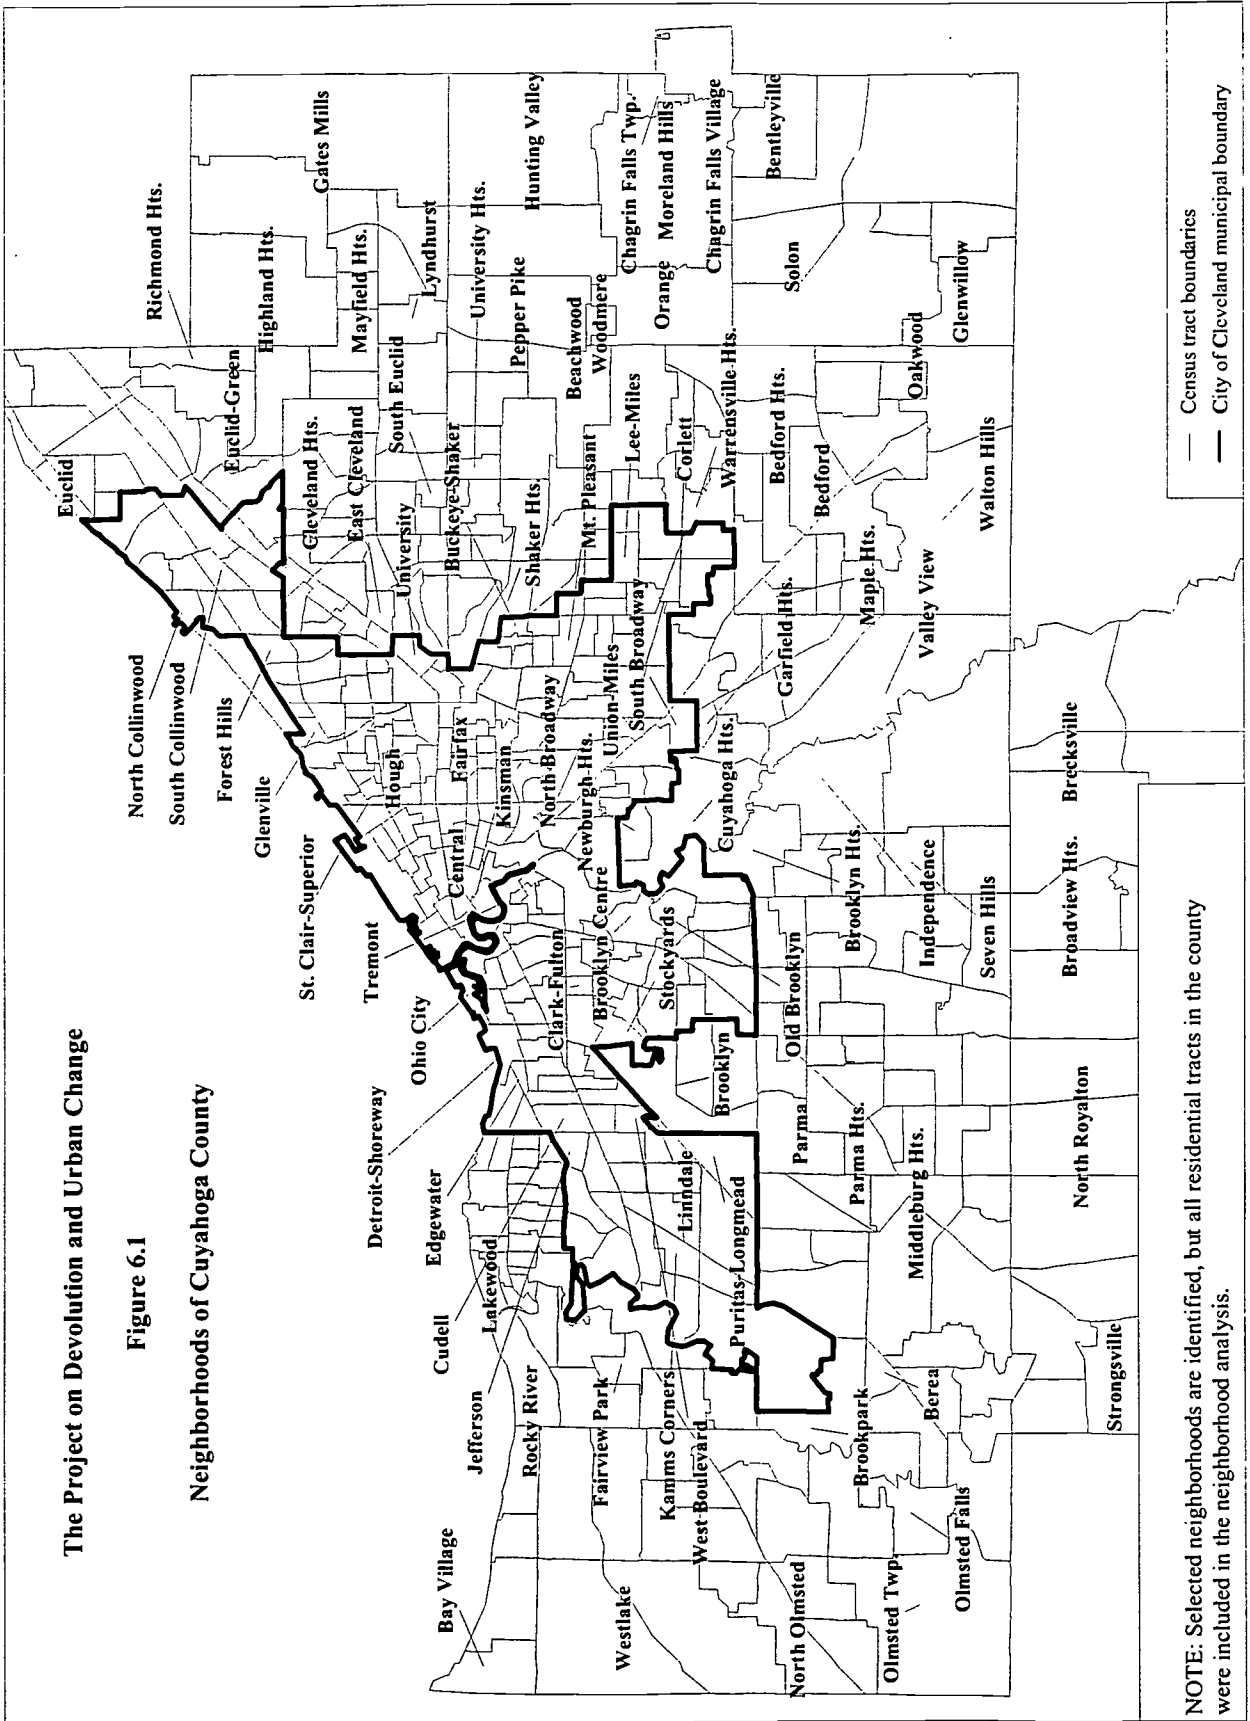 The Project on Devolution and Urban Change
Figure 6.1
Neighborhoods of Cuyahoga County
North Collinwood
South Collinwood
Forest Hills
Glenville
St. Clair-Superior
Tremont
Ohio City
Detroit-Shoreway
Edgewater
Cudell
Jefferson
Bay Village
Euclid
Richmond Hts.
Euclid-Green
Highland Hts.
Gates Mills
Cleveland Hts.
Mayfield Hts.
East Cleveland
South Euclid
Lyndhurst
University
Hough
Buckeye-Shaker
University Hts.
Central
Fairfax
Lakewood
Kinsman
Shaker Hts.
Pepper Pike
Hunting Valley
Rocky River
Clark-Fulton
North Broadway
Mt. Pleasant
Beachwood
Woodmere
Newburgh Hts.
Union-Miles
Brooklyn Centre
Fairview Park
Westlake
South Broadway
Lee-Miles
Chagrin Falls Twp.
Orange
Moreland Hills
Stockyards
Kamms Corners
Linndale
Corlett
West Boulevard
Brooklyn
Cuyahoga Hts.
Warrensville Hts.
Chagrin Falls Village
Puritas-Longmead
Bentleyville
Garfield Hts.
Bedford Hts.
Solon
Old Brooklyn
Parma
North Olmsted
Bedford
Brooklyn Hts.
Parma Hts.
Brookpark
Maple Hts.
Olmsted Twp.
Oakwood
Independence
Valley View
Middleburg Hts.
Berea
Olmsted Falls
Glenwillow
Walton Hills
Seven Hills
Brecksville
Broadview Hts.
North Royalton
Strongsville
Census tract boundaries
City of Cleveland municipal boundary
NOTE: Selected neighborhoods are identified, but all residential tracts in the county
were included in the neighborhood analysis.